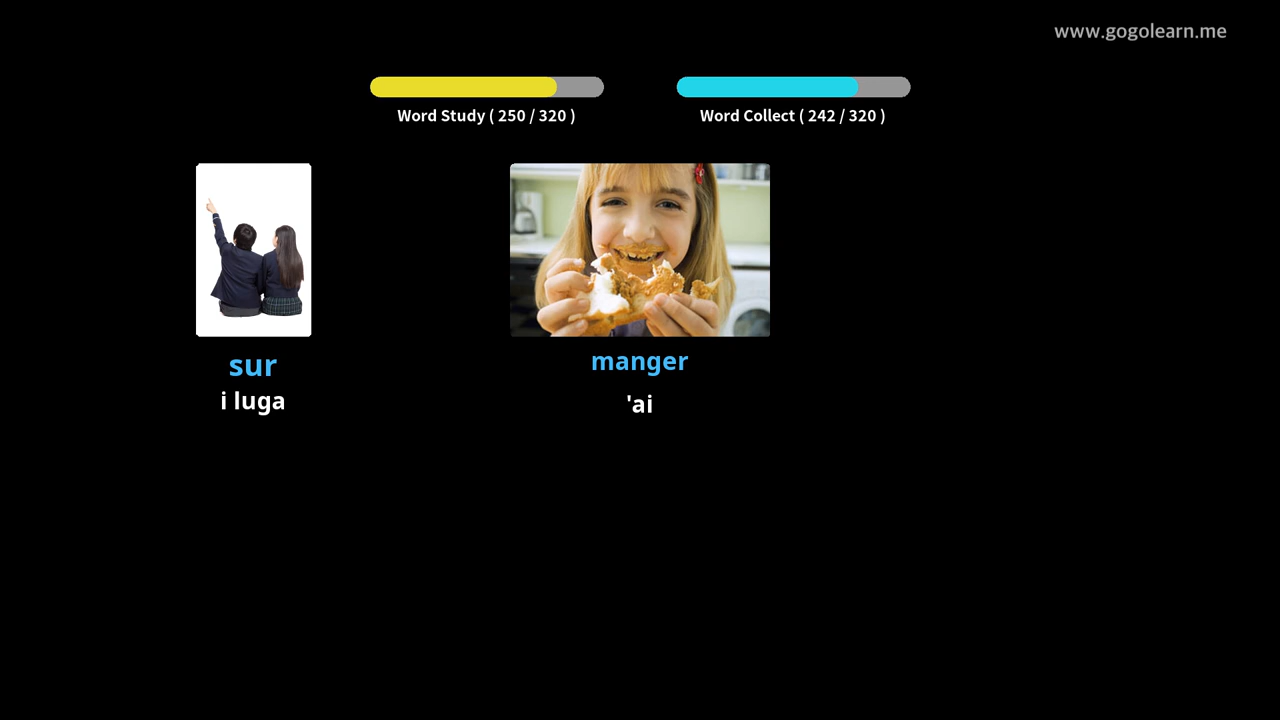 www.gogolearn.me
Word Study ( 250 / 320 )
Word Collect ( 242 / 320 )
sur
i luga
manger
'ai